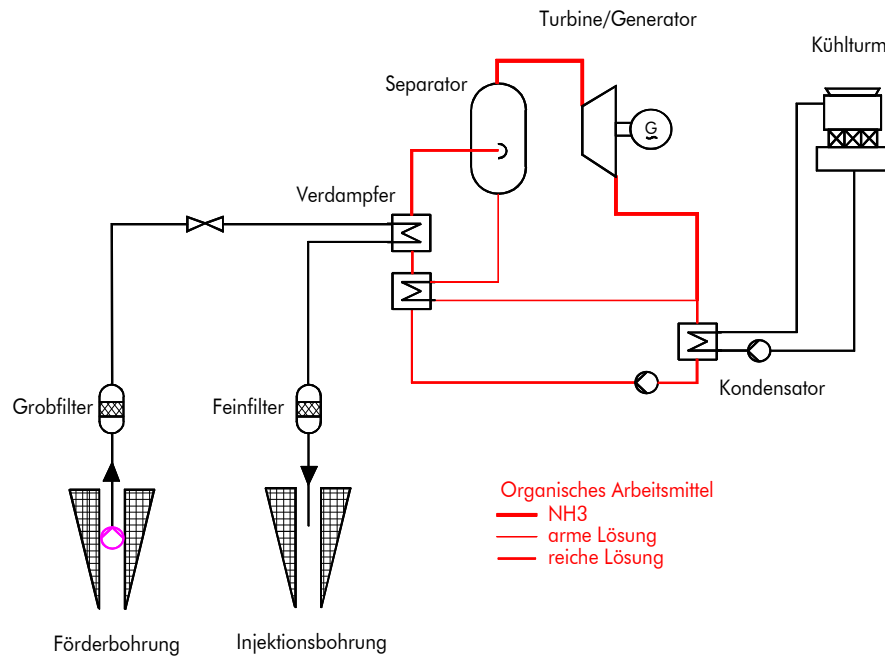 Turbine/Generator
Kühlturm
Separator
G
Verdampfer
Grobfilter
Feinfilter
Kondensator
Organisches Arbeitsmittel
NH3
arme Lösung
reiche Lösung
Förderbohrung
Injektionsbohrung